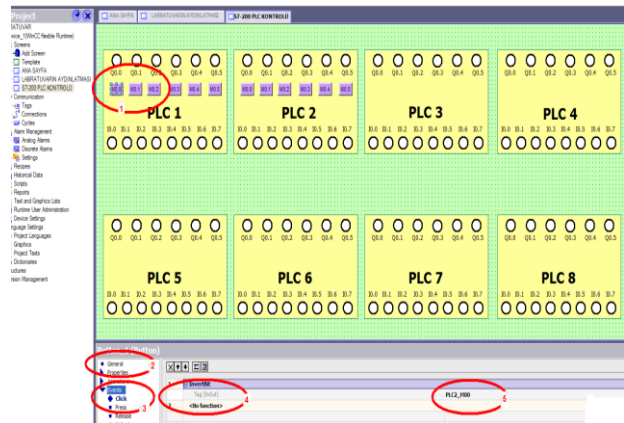 Project
ANA SAYFA
LABRATUVARIN AYDINLATMASI
S7-200 PLC KONTROLÜ
RATUVAR
Screens
Add Screen
Template
ANA SAYFA
LABRATUVARIN AYDINLATMASI
S7-200 PLC KONTROLÜ
Communication
Tags
Connections
Cycles
Alarm Management
Analog Alarms
Discrete Alarms
Settings
Recipes
Historical Data
Scripts
Reports
Text and Graphics Lists
Runtime User Administration
Device Settings
Project Languages
Graphics
Project Texts
Dictionaries
Q0.0 Q0.1 Q0.2 Q0.3 Q0.4 Q0.5
M0.0 M0.1 M0.2 M0.3 M0.4 M0.5
1
PLC 1
I0.0 I0.1 I0.2 I0.3 I0.4 I0.5 I0.6 I0.7
Q0.0 Q0.1 Q0.2 Q0.3 Q0.4 Q0.5
M0.0 M0.1 M0.2 M0.3 M0.4 M0.5
PLC 2
I0.0 I0.1 I0.2 I0.3 I0.4 I0.5 I0.6 I0.7
Q0.0 Q0.1 Q0.2 Q0.3 Q0.4 Q0.5
PLC 3
I0.0 I0.1 I0.2 I0.3 I0.4 I0.5 I0.6 I0.7
Q0.0 Q0.1 Q0.2 Q0.3 Q0.4 Q0.5
PLC 4
I0.0 I0.1 I0.2 I0.3 I0.4 I0.5 I0.6 I0.7
Q0.0 Q0.1 Q0.2 Q0.3 Q0.4 Q0.5
PLC 5
I0.0 I0.1 I0.2 I0.3 I0.4 I0.5 I0.6 I0.7
Q0.0 Q0.1 Q0.2 Q0.3 Q0.4 Q0.5
PLC 6
I0.0 I0.1 I0.2 I0.3 I0.4 I0.5 I0.6 I0.7
Q0.0 Q0.1 Q0.2 Q0.3 Q0.4 Q0.5
PLC 7
I0.0 I0.1 I0.2 I0.3 I0.4 I0.5 I0.6 I0.7
Q0.0 Q0.1 Q0.2 Q0.3 Q0.4 Q0.5
PLC 8
I0.0 I0.1 I0.2 I0.3 I0.4 I0.5 I0.6 I0.7
(Button)
General
2
Properties
Events
Click
3
Press
Release
1 InvertBit
Tag (InOut)
4
PLC2_M00
5
2 <No function>